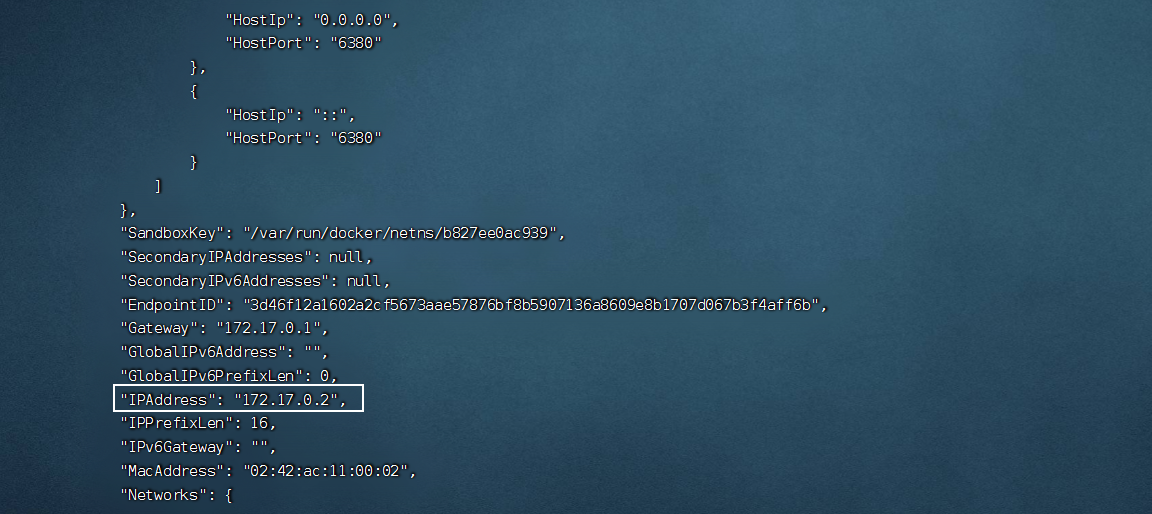 "HostIp": "0.0.0.0",
"HostPort": "6380"
},
{
"HostIp": "::",
"HostPort": "6380"
}
]
},
"SandboxKey": "/var/run/docker/netns/b827ee0ac939",
"SecondaryIPAddresses": null,
"SecondaryIPv6Addresses": null,
"EndpointID": "3d46f12a1602a2cf5673aae57876bf8b5907136a8609e8b1707d067b3f4aff6b",
"Gateway": "172.17.0.1",
"GlobalIPv6Address": "",
"GlobalIPv6PrefixLen": 0,
"IPAddress": "172.17.0.2",
"IPPrefixLen": 16,
"IPv6Gateway": "",
"MacAddress": "02:42:ac:11:00:02",
"Networks": {